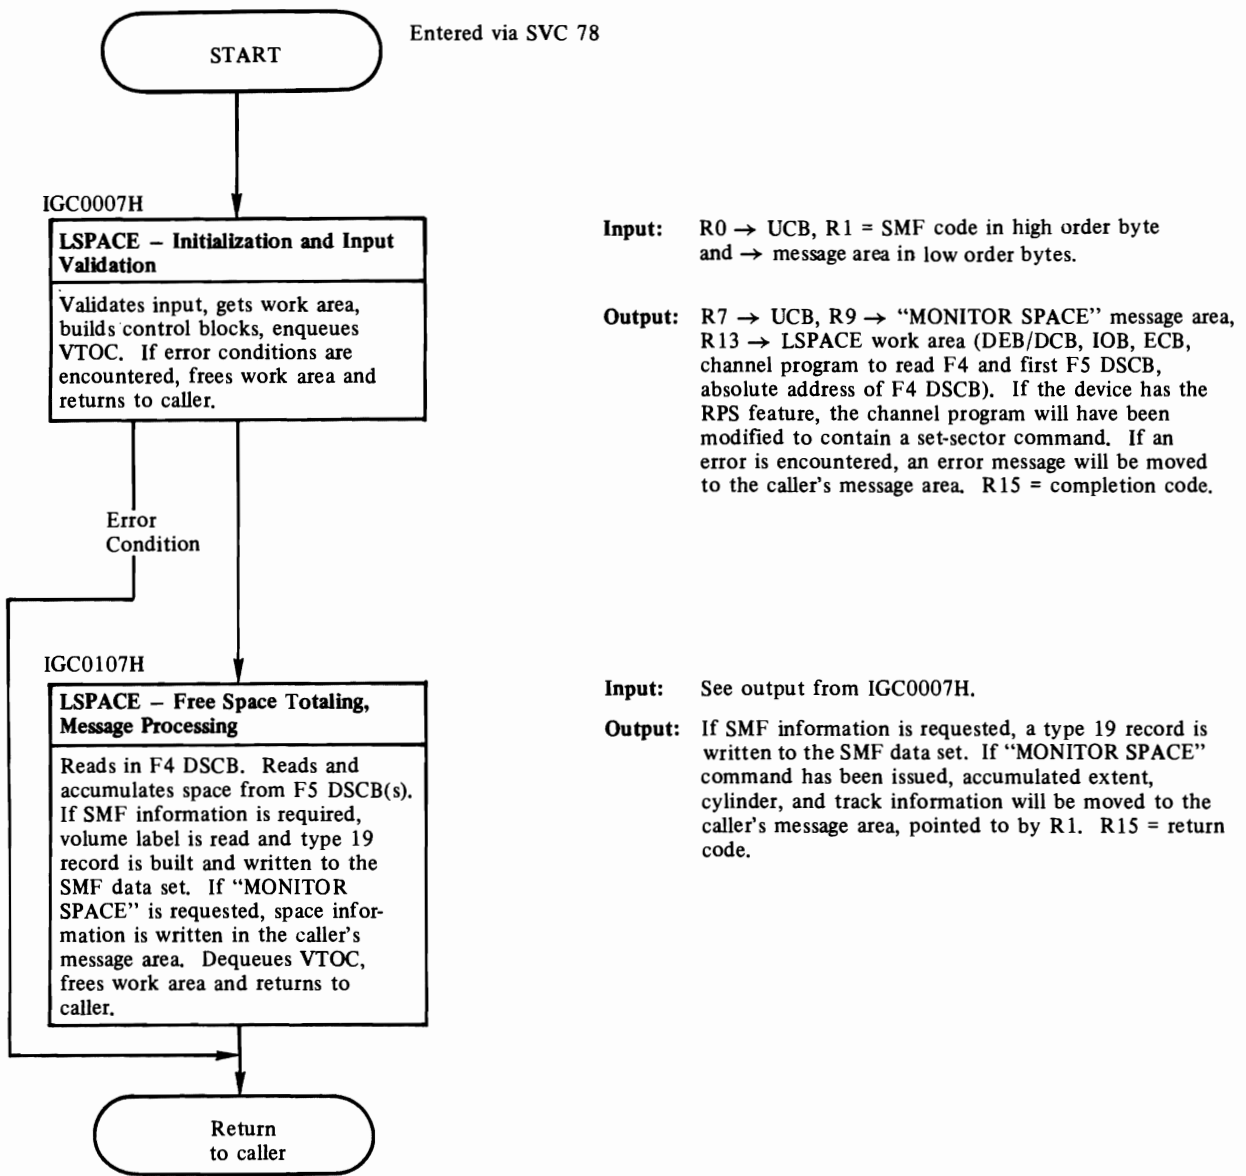 START
Entered via SVC 78
IGC0007H
LSPACE – Initialization and Input
Validation
Validates input, gets work area,
builds control blocks, enqueues
VTOC. If error conditions are
encountered, frees work area and
returns to caller.
Input: R0 → UCB, R1 = SMF code in high order byte
and → message area in low order bytes.
Output: R7 → UCB, R9 → “MONITOR SPACE” message area,
R13 → LSPACE work area (DEB/DCB, IOB, ECB,
channel program to read F4 and first F5 DSCB,
absolute address of F4 DSCB). If the device has the
RPS feature, the channel program will have been
modified to contain a set-sector command. If an
error is encountered, an error message will be moved
to the caller’s message area. R15 = completion code.
Error
Condition
IGC0107H
LSPACE – Free Space Totaling,
Message Processing
Reads in F4 DSCB. Reads and
accumulates space from F5 DSCB(s).
If SMF information is required,
volume label is read and type 19
record is built and written to the
SMF data set. If “MONITOR
SPACE” is requested, space infor-
mation is written in the caller’s
message area. Dequeues VTOC,
frees work area and returns to
caller.
Input: See output from IGC0007H.
Output: If SMF information is requested, a type 19 record is
written to the SMF data set. If “MONITOR SPACE”
command has been issued, accumulated extent,
cylinder, and track information will be moved to the
caller’s message area, pointed to by R1. R15 = return
code.
Return
to caller